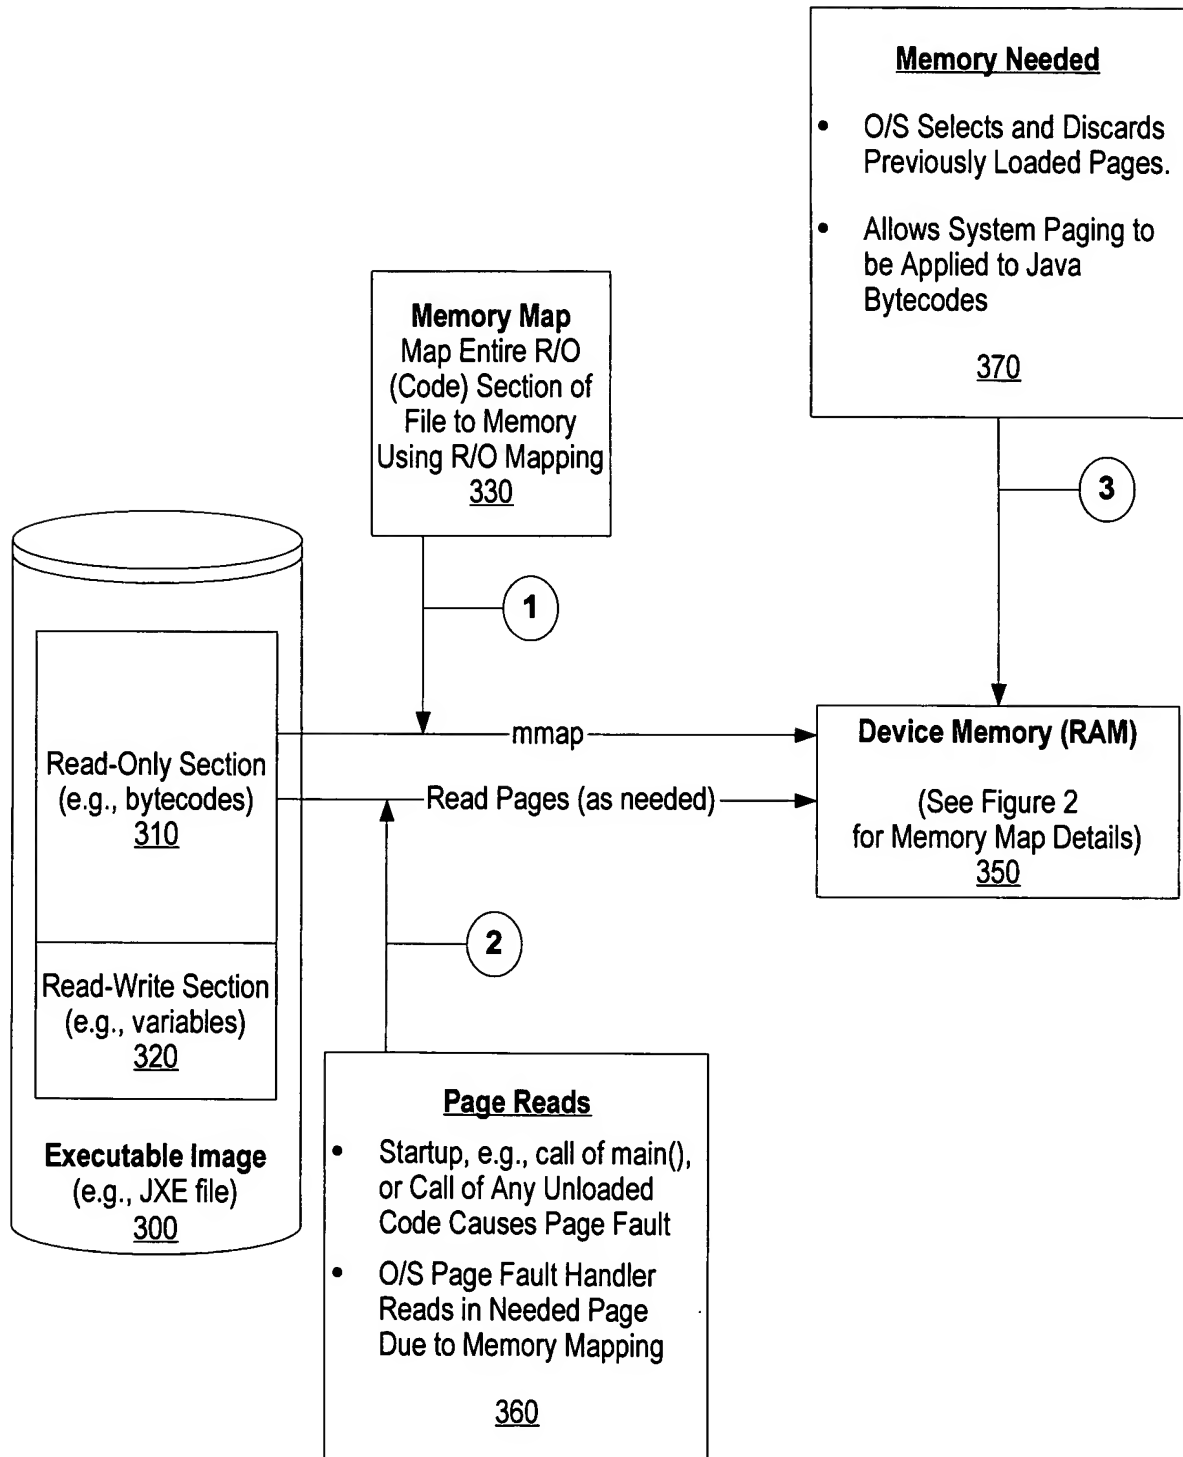 Memory Needed
• O/S Selects and Discards
Previously Loaded Pages.
• Allows System Paging to
be Applied to Java
Bytecodes
370
Memory Map
Map Entire R/O
(Code) Section of
File to Memory
Using R/O Mapping
330
3
1
mmap
Read Pages (as needed)
Device Memory (RAM)
(See Figure 2
for Memory Map Details)
350
Read-Only Section
(e.g., bytecodes)
310
2
Read-Write Section
(e.g., variables)
320
Executable Image
(e.g., JXE file)
300
Page Reads
• Startup, e.g., call of main(),
or Call of Any Unloaded
Code Causes Page Fault
• O/S Page Fault Handler
Reads in Needed Page
Due to Memory Mapping
360